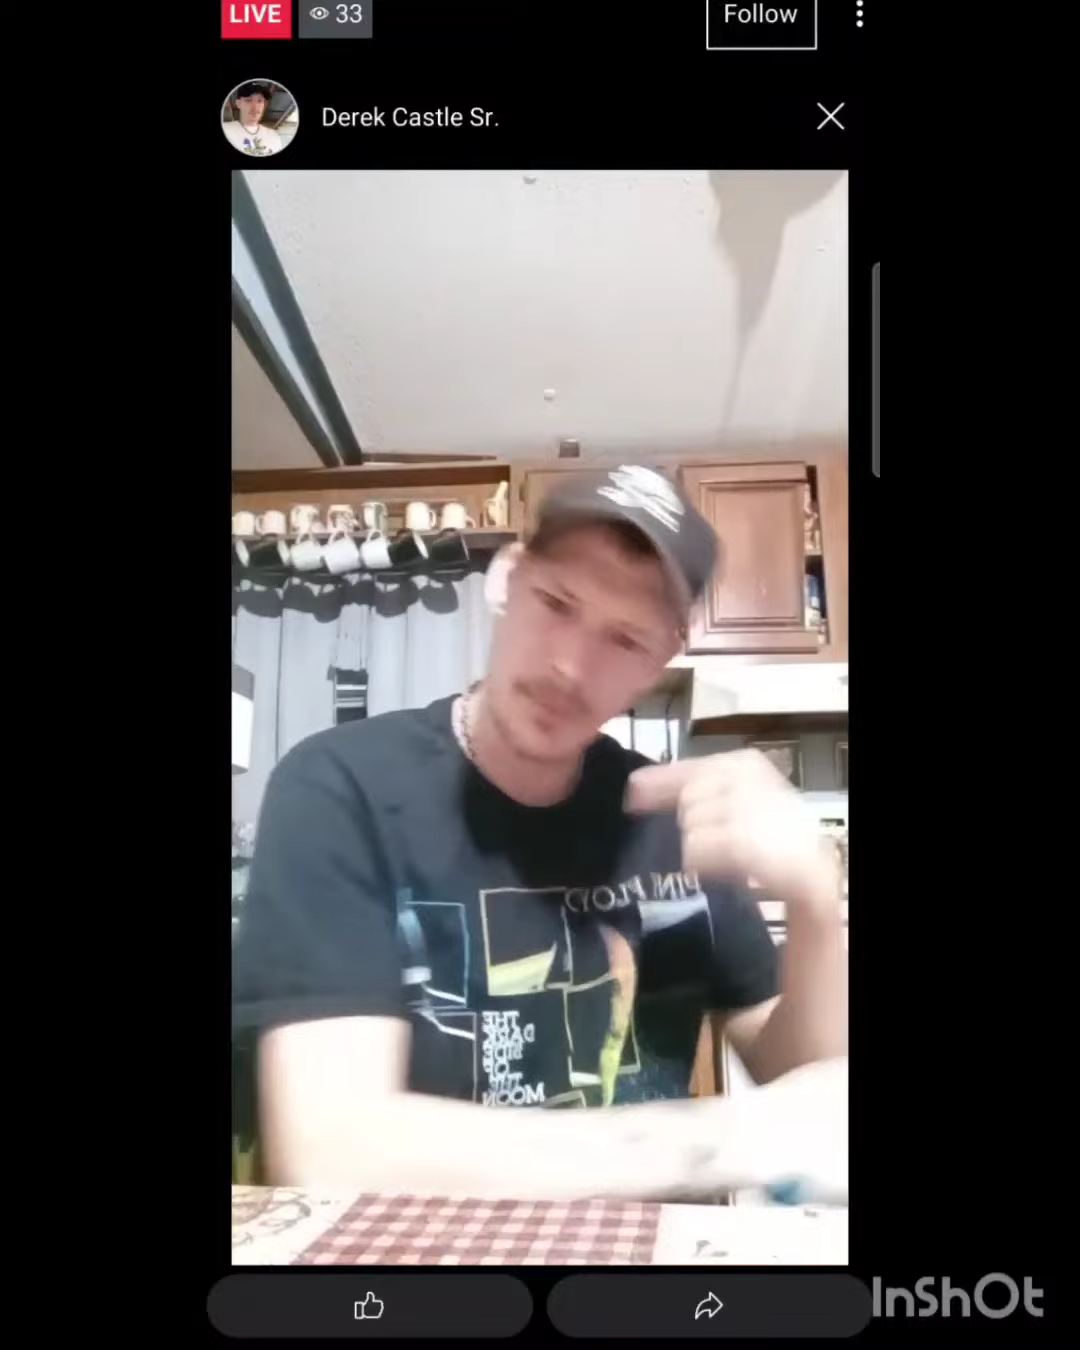 LIVE 33
Follow
Derek Castle Sr.
PINK FLOYD
THE
DARK
SIDE
OF
THE
MOON
InShOt